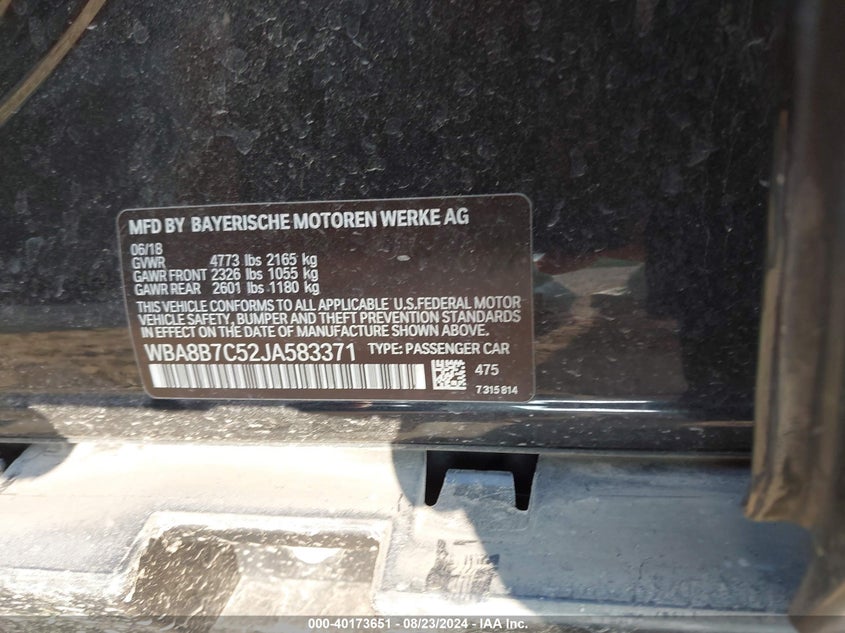 MFD BY BAYERISCHE MOTOREN WERKE AG
06/18
GVWR 4773 lbs 2165 kg
GAWR FRONT 2326 lbs 1055 kg
GAWR REAR 2601 lbs 1180 kg
THIS VEHICLE CONFORMS TO ALL APPLICABLE U.S.FEDERAL MOTOR
VEHICLE SAFETY, BUMPER AND THEFT PREVENTION STANDARDS
IN EFFECT ON THE DATE OF MANUFACTURE SHOWN ABOVE.
WBA8B7C52JA583371 TYPE: PASSENGER CAR
475
7315814
000-40173651 - 08/23/2024 - IAA Inc.